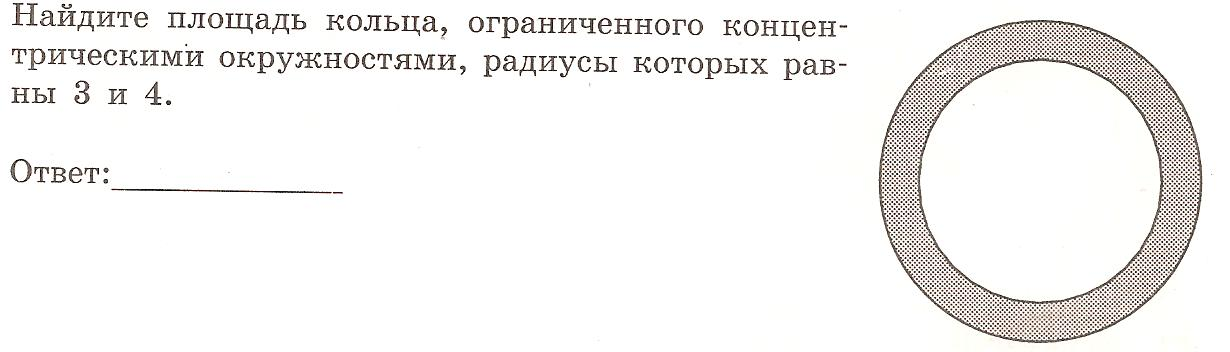 Найдите площадь кольца, ограниченного концен-
трическими окружностями, радиусы которых рав-
ны 3 и 4.
Ответ: